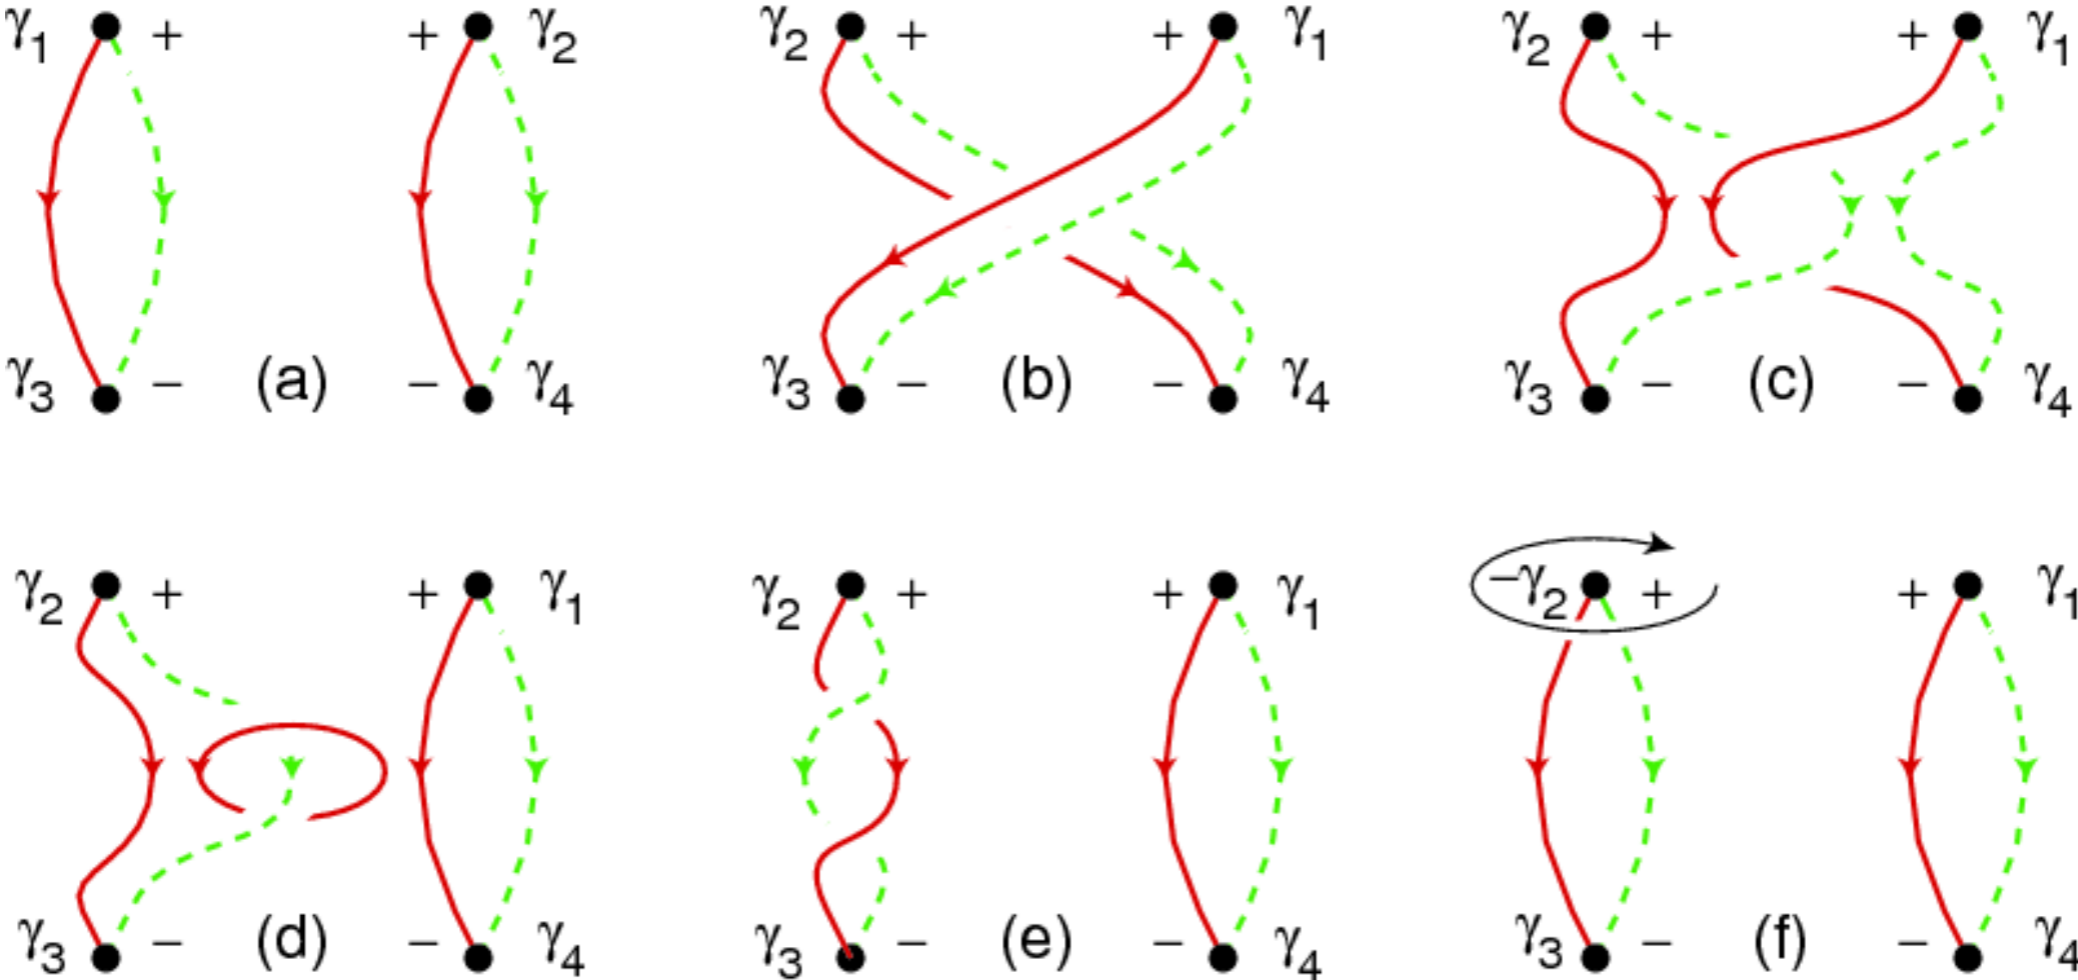 γ1 + + γ2 γ2 + + γ1 γ2 + + γ1
γ3 − (a) − γ4 γ3 − (b) − γ4 γ3 − (c) − γ4
γ2 + + γ1 γ2 + + γ1 −γ2 + + γ1
γ3 − (d) − γ4 γ3 − (e) − γ4 γ3 − (f) − γ4